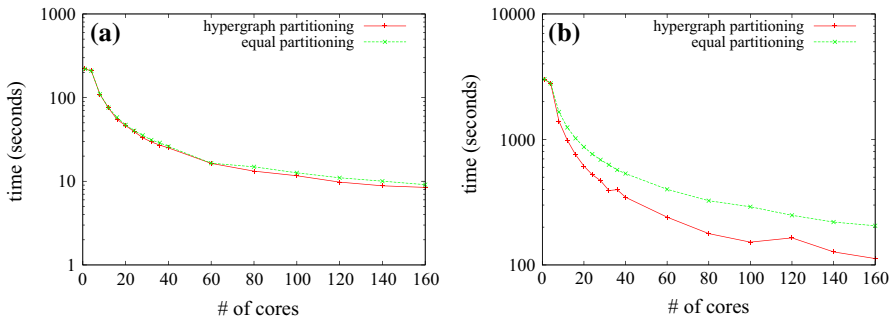 (a)
hypergraph partitioning
equal partitioning
time (seconds)
1000
100
10
1
0 20 40 60 80 100 120 140 160
# of cores
(b)
hypergraph partitioning
equal partitioning
time (seconds)
10000
1000
100
0 20 40 60 80 100 120 140 160
# of cores